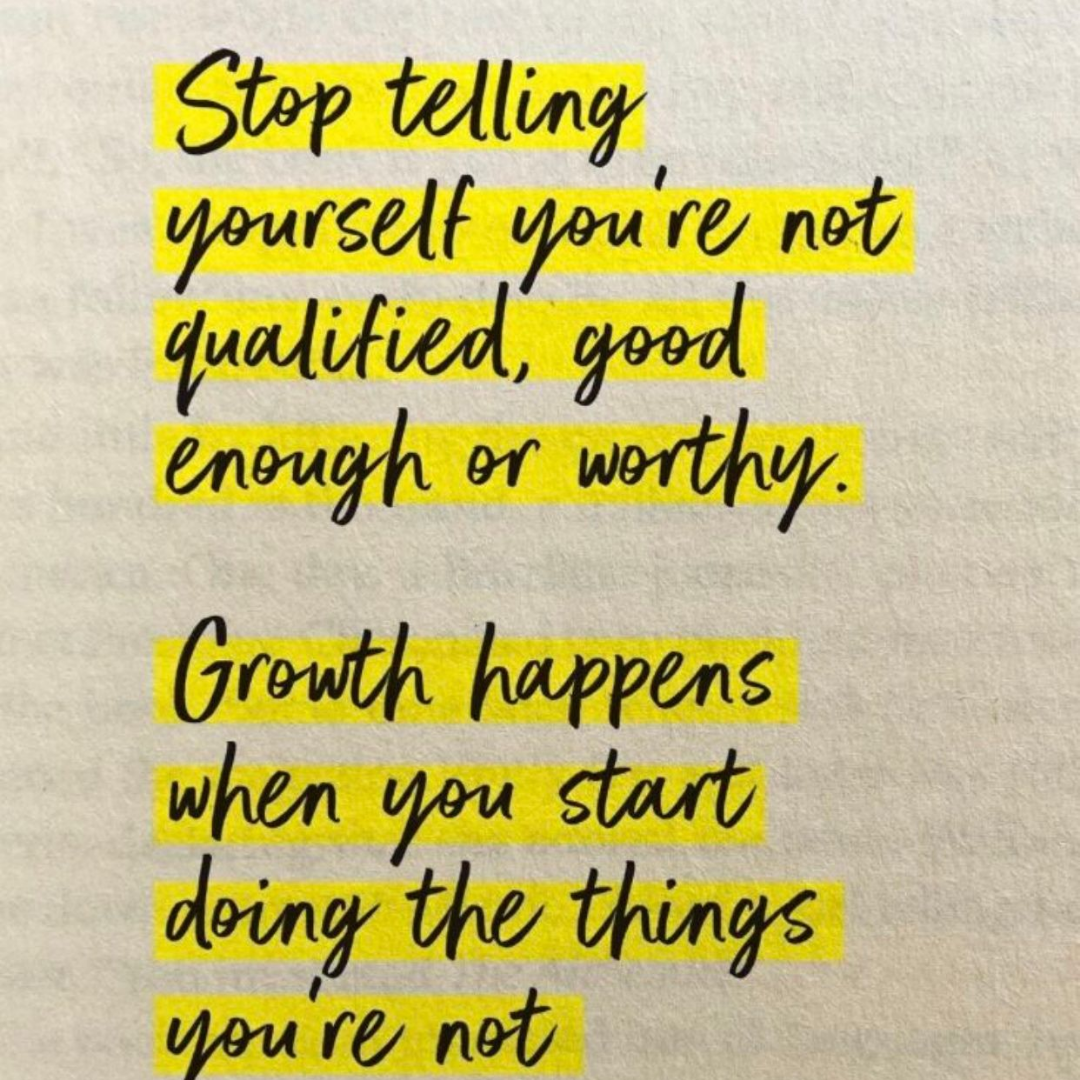 Stop telling
yourself you're not
qualified, good
enough or worthy.
Growth happens
when you start
doing the things
you're not